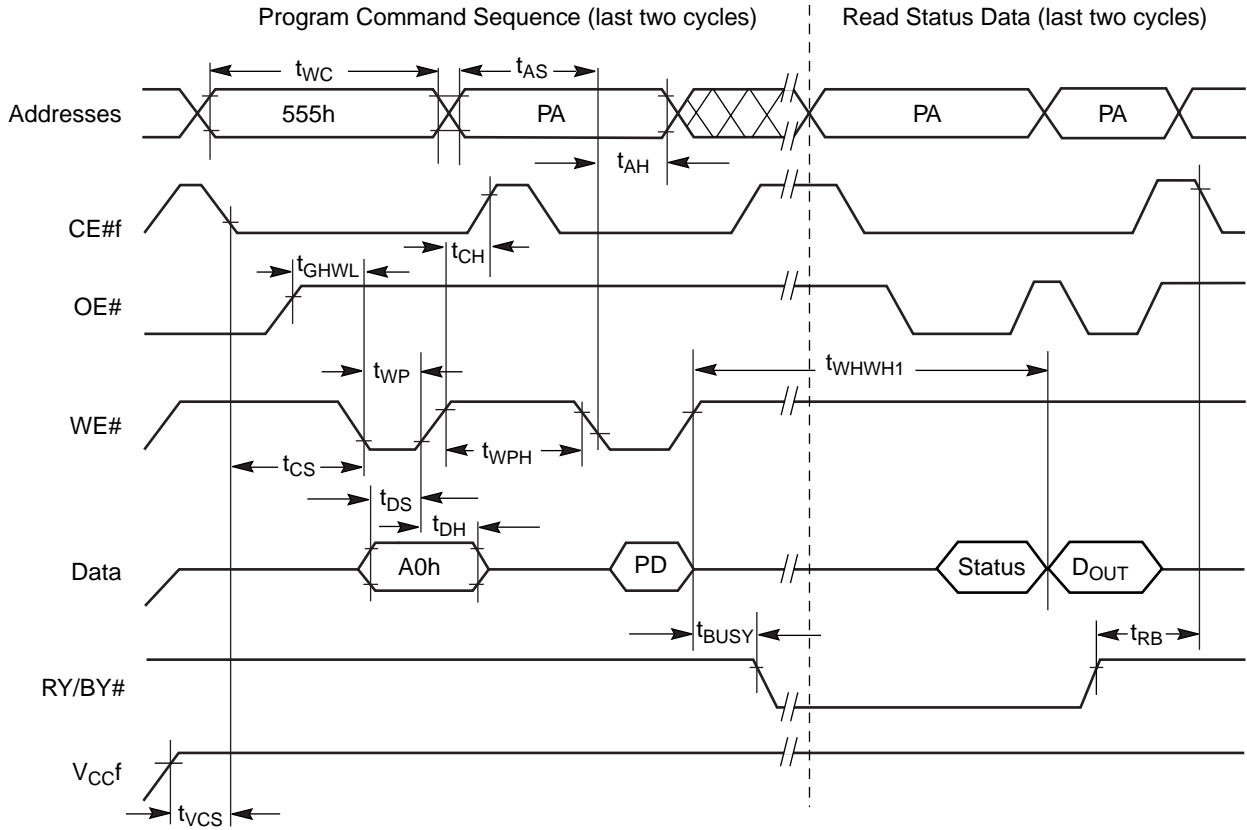 Program Command Sequence (last two cycles)
Read Status Data (last two cycles)
tWC
tAS
Addresses
555h
PA
PA
PA
tAH
CE#f
tCH
tGHWL
OE#
tWP
tWHWH1
WE#
tCS
tWPH
tDS
tDH
Data
A0h
PD
Status
DOUT
tBUSY
tRB
RY/BY#
VCCf
tVCS